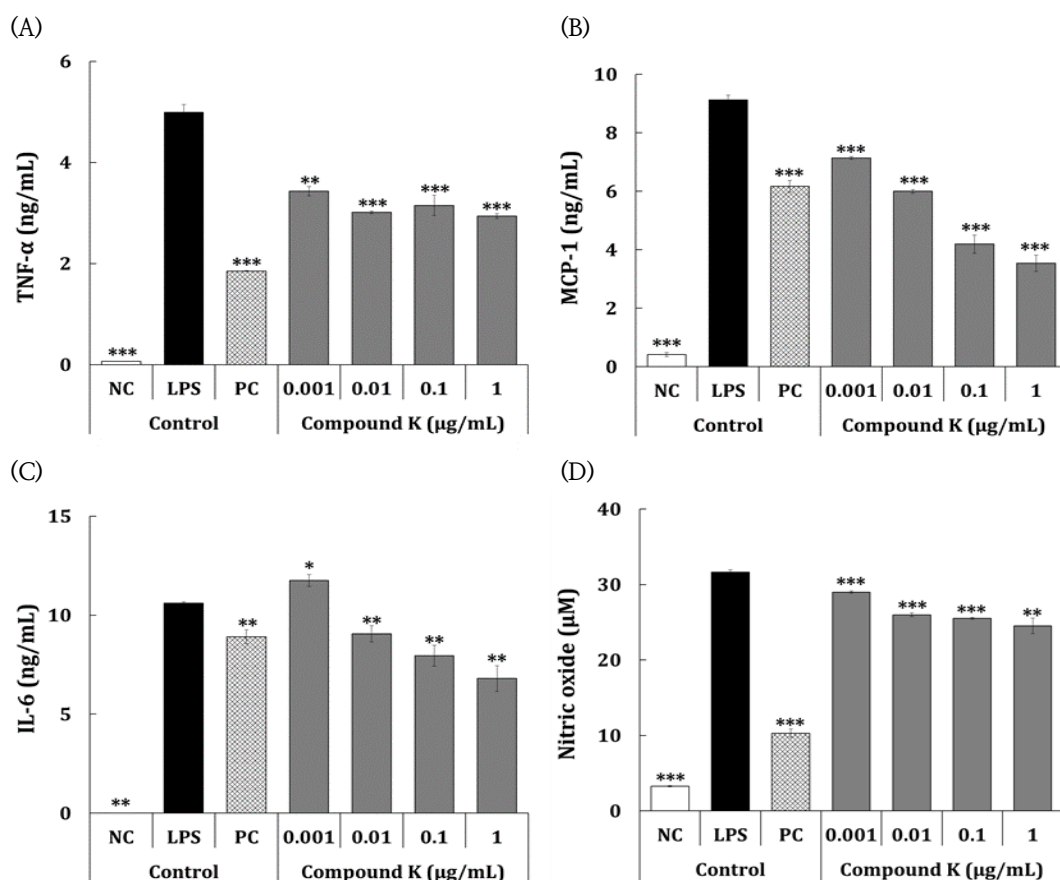 (A)
6
4
2
0
TNF-α (ng/mL)
***
***
**
***
***
***
NC LPS PC 0.001 0.01 0.1 1
Control Compound K (μg/mL)
(B)
10
8
6
4
2
0
MCP-1 (ng/mL)
***
***
***
***
***
***
NC LPS PC 0.001 0.01 0.1 1
Control Compound K (μg/mL)
(C)
15
10
5
0
IL-6 (ng/mL)
**
**
*
**
**
**
NC LPS PC 0.001 0.01 0.1 1
Control Compound K (μg/mL)
(D)
40
30
20
10
0
Nitric oxide (μM)
***
***
***
***
***
**
NC LPS PC 0.001 0.01 0.1 1
Control Compound K (μg/mL)